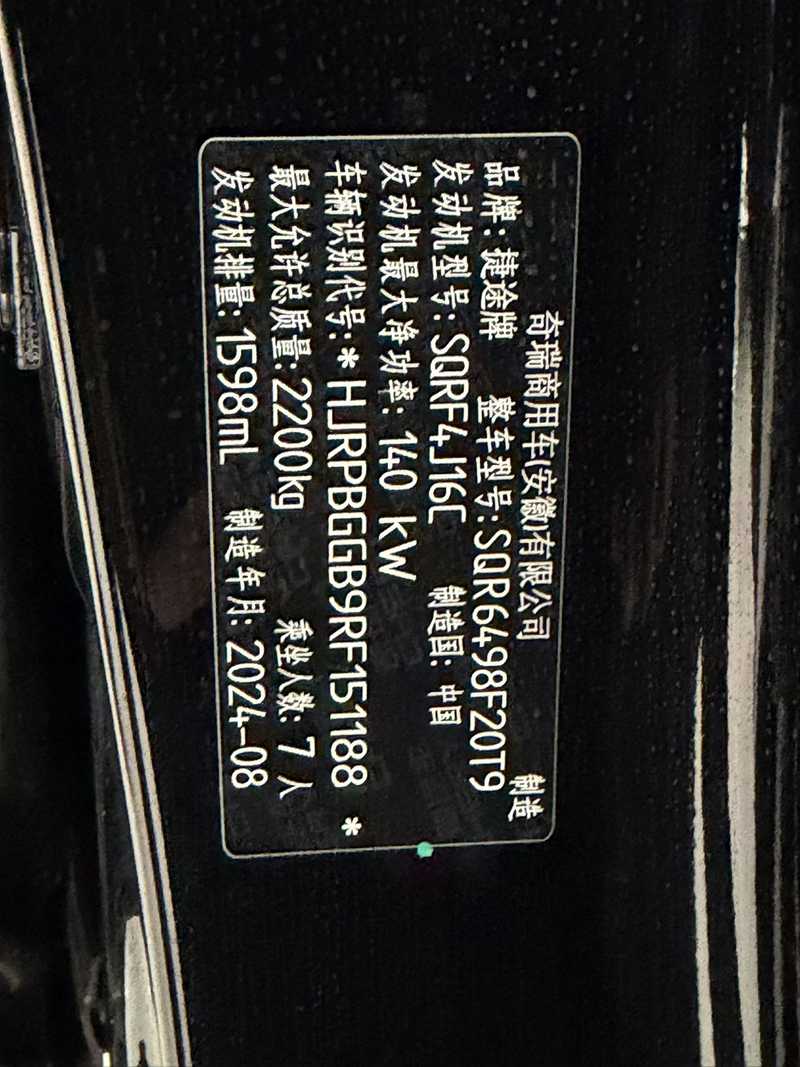 奇瑞商用车(安徽)有限公司 制造
品牌: 捷途牌 整车型号: SQR6498F20T9
发动机型号: SQRF4J16C 制造国: 中国
发动机最大净功率: 140 kW
车辆识别代号: * HJRPBGGB9RF151188 *
最大允许总质量: 2200kg 乘坐人数: 7 人
发动机排量: 1598mL 制造年月: 2024-08